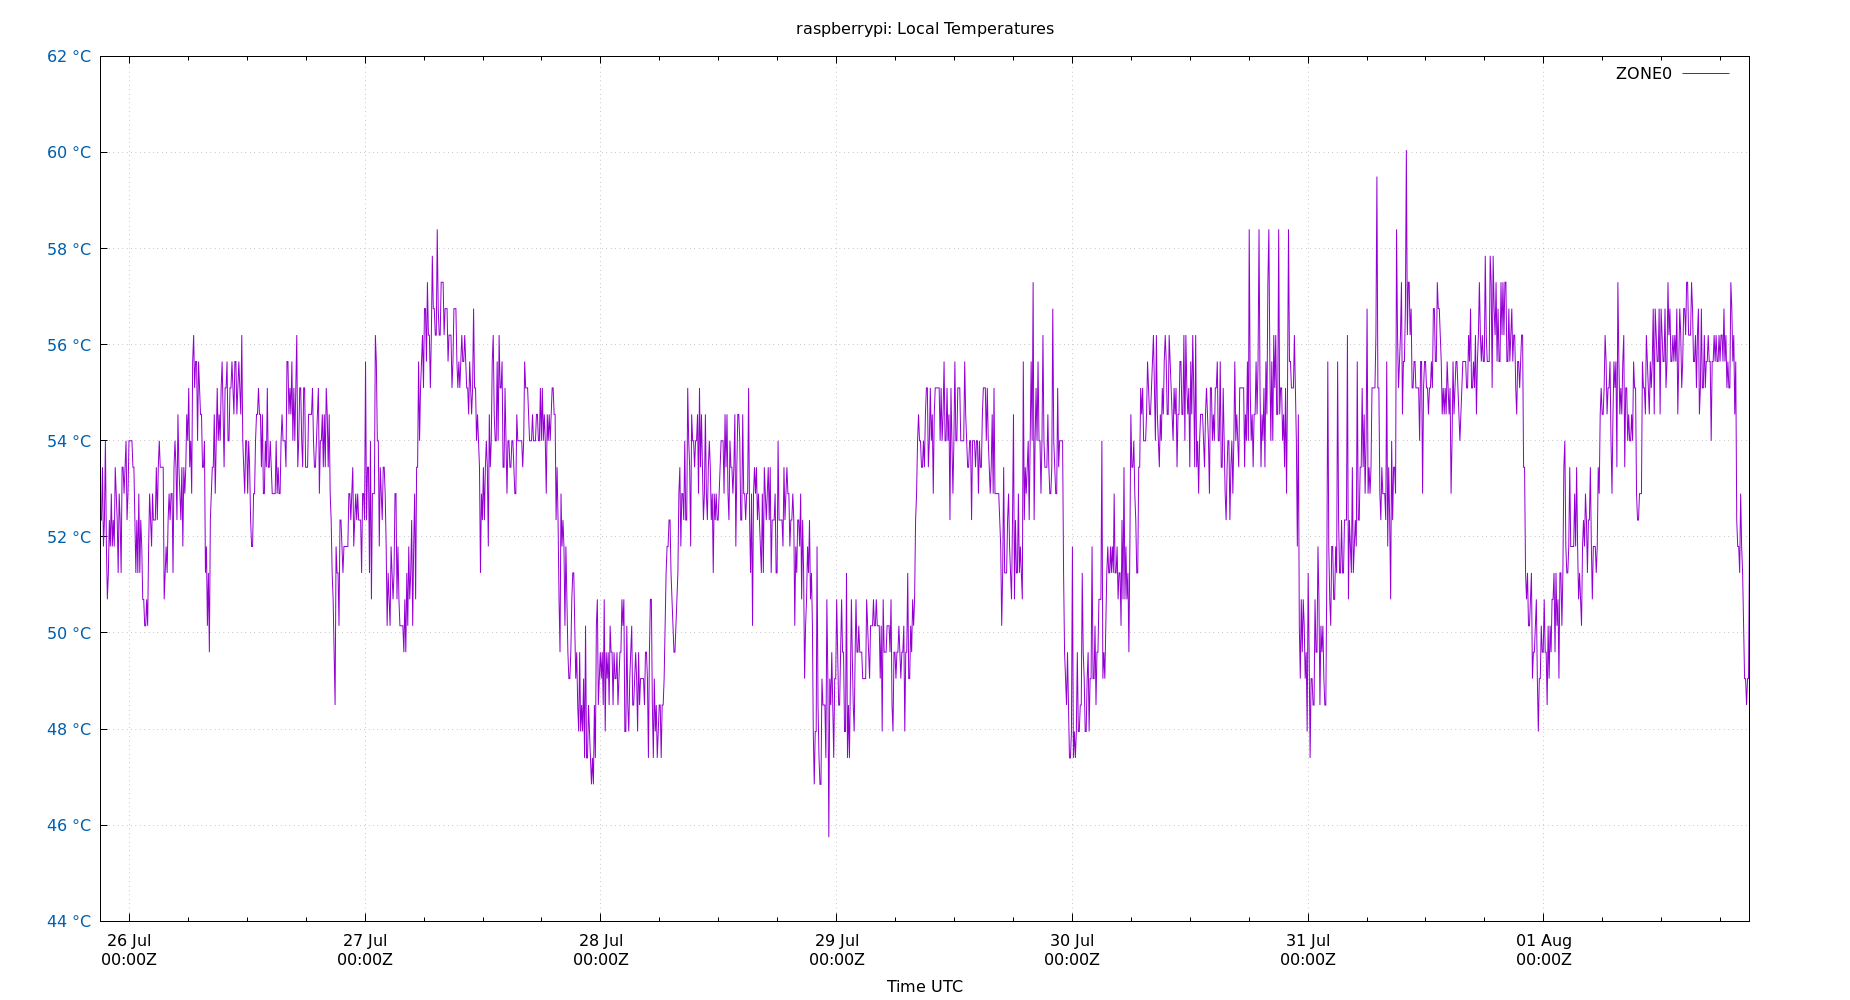 raspberrypi: Local Temperatures
62 °C
ZONE0
60 °C
58 °C
56 °C
54 °C
52 °C
50 °C
48 °C
46 °C
44 °C
26 Jul 27 Jul 28 Jul 29 Jul 30 Jul 31 Jul 01 Aug
00:00Z 00:00Z 00:00Z 00:00Z 00:00Z 00:00Z 00:00Z
Time UTC